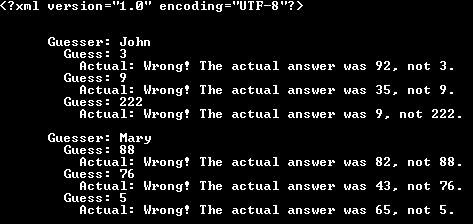 <?xml version="1.0" encoding="UTF-8"?>
Guesser: John
Guess: 3
Actual: Wrong! The actual answer was 92, not 3.
Guess: 9
Actual: Wrong! The actual answer was 35, not 9.
Guess: 222
Actual: Wrong! The actual answer was 9, not 222.
Guesser: Mary
Guess: 88
Actual: Wrong! The actual answer was 82, not 88.
Guess: 76
Actual: Wrong! The actual answer was 43, not 76.
Guess: 5
Actual: Wrong! The actual answer was 65, not 5.